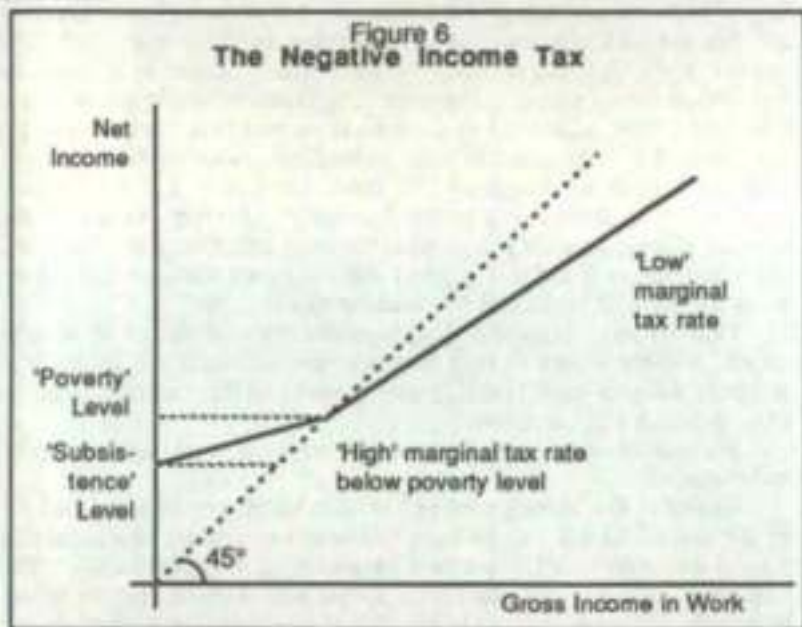 Figure 6
The Negative Income Tax
Net
Income
'Low'
marginal
tax rate
'Poverty'
Level
'Subsis-
tence'
Level
'High' marginal tax rate
below poverty level
45°
Gross Income in Work